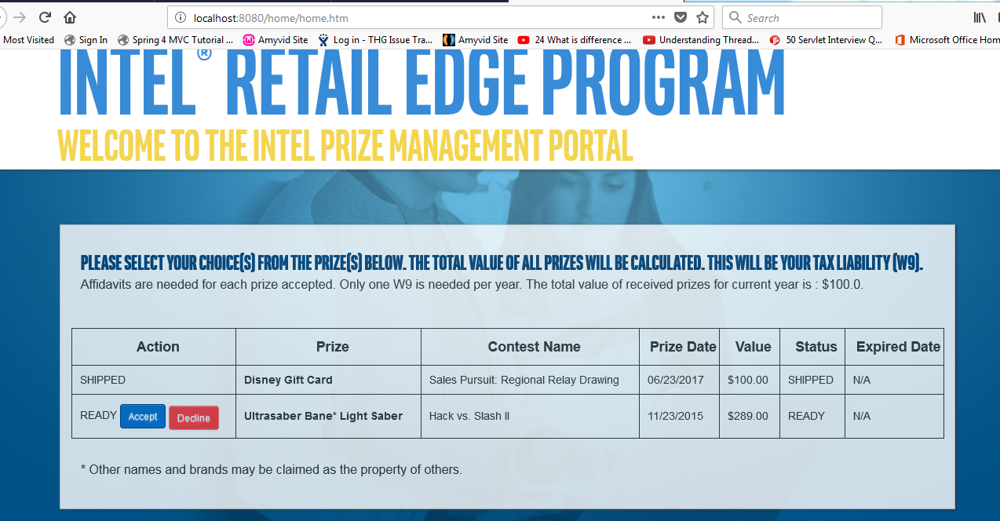 localhost:8080/home/home.htm
Search
Most Visited Sign In Spring 4 MVC Tutorial ... Amyvid Site Log in - THG Issue Tra... Amyvid Site 24 What is difference ... Understanding Thread... 50 Servlet Interview Q... Microsoft Office Hom
INTEL® RETAIL EDGE PROGRAM
WELCOME TO THE INTEL PRIZE MANAGEMENT PORTAL
PLEASE SELECT YOUR CHOICE(S) FROM THE PRIZE(S) BELOW. THE TOTAL VALUE OF ALL PRIZES WILL BE CALCULATED. THIS WILL BE YOUR TAX LIABILITY (W9).
Affidavits are needed for each prize accepted. Only one W9 is needed per year. The total value of received prizes for current year is : $100.0.
Action Prize Contest Name Prize Date Value Status Expired Date
SHIPPED Disney Gift Card Sales Pursuit: Regional Relay Drawing 06/23/2017 $100.00 SHIPPED N/A
READY Accept Decline Ultrasaber Bane* Light Saber Hack vs. Slash II 11/23/2015 $289.00 READY N/A
* Other names and brands may be claimed as the property of others.